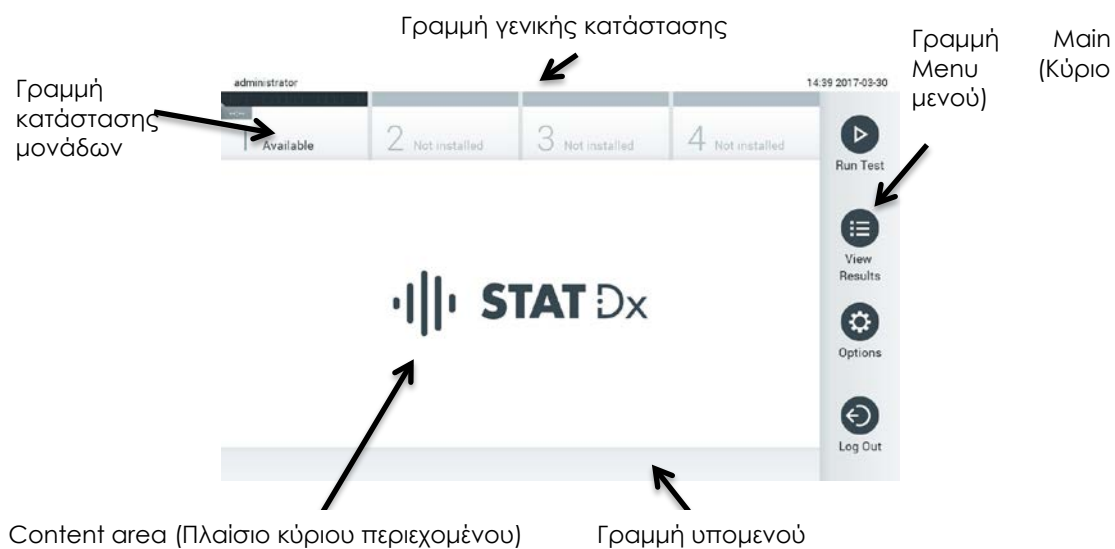 Γραμμή γενικής κατάστασης
Γραμμή Main
Menu (Κύριο
μενού)
Γραμμή
κατάστασης
μονάδων
administrator
14:39 2017-03-30
1 Available
2 Not installed
3 Not installed
4 Not installed
Run Test
View
Results
STAT Dx
Options
Log Out
Content area (Πλαίσιο κύριου περιεχομένου)
Γραμμή υπομενού